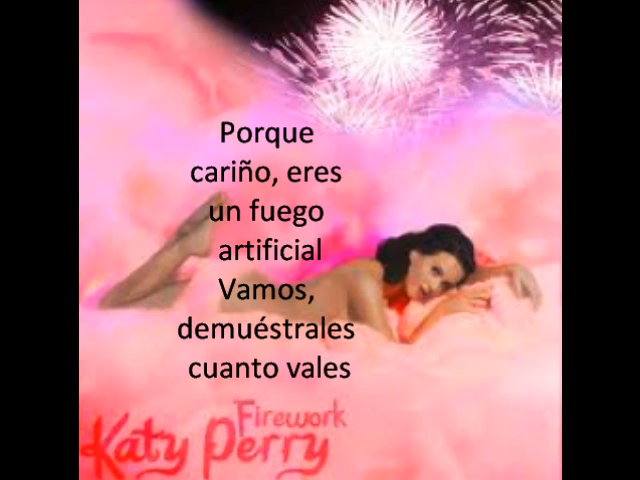 Porque
cariño, eres
un fuego
artificial
Vamos,
demuéstrales
cuanto vales
Firework
Katy Perry